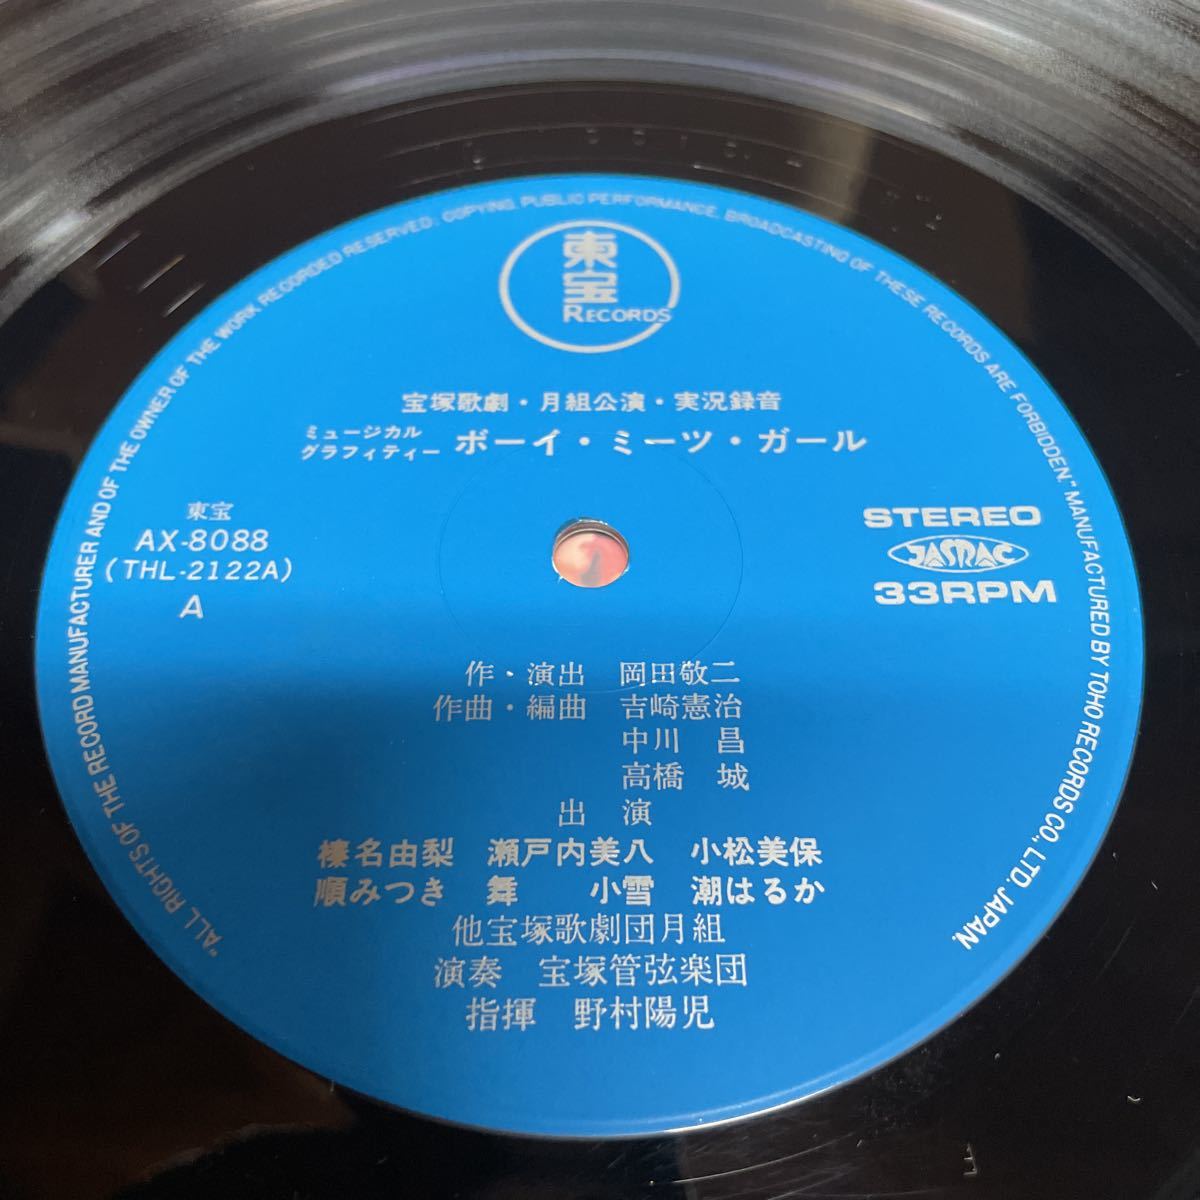 東宝
RECORDS
宝塚歌劇・月組公演・実況録音
ミュージカル
グラフィティー ボーイ・ミーツ・ガール
東宝
AX-8088
(THL-2122A)
A
STEREO
JASRAC
33RPM
作・演出 岡田敬二
作曲・編曲 吉崎憲治
中川 昌
高橋 城
出 演
榛名由梨 瀬戸内美八 小松美保
順みつき 舞 小雪 潮はるか
他宝塚歌劇団月組
演奏 宝塚管弦楽団
指揮 野村陽児
"ALL RIGHTS OF THE RECORD MANUFACTURER AND OF THE OWNER OF THE WORK RECORDED RESERVED, COPYING, PUBLIC PERFORMANCE, BROADCASTING OF THESE RECORDS ARE FORBIDDEN." MANUFACTURED BY TOHO RECORDS CO., LTD. JAPAN.